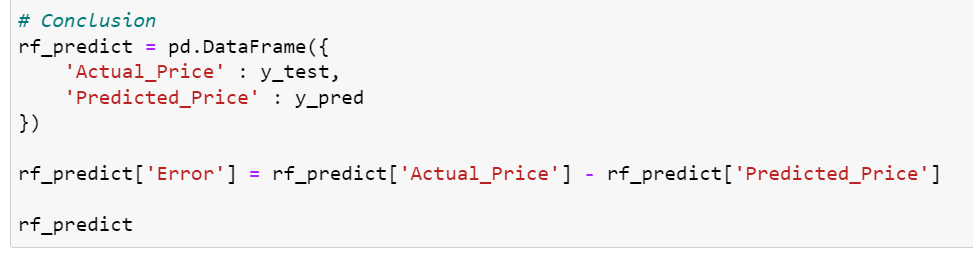 # Conclusion
rf_predict = pd.DataFrame({
    'Actual_Price' : y_test,
    'Predicted_Price' : y_pred
})

rf_predict['Error'] = rf_predict['Actual_Price'] - rf_predict['Predicted_Price']

rf_predict